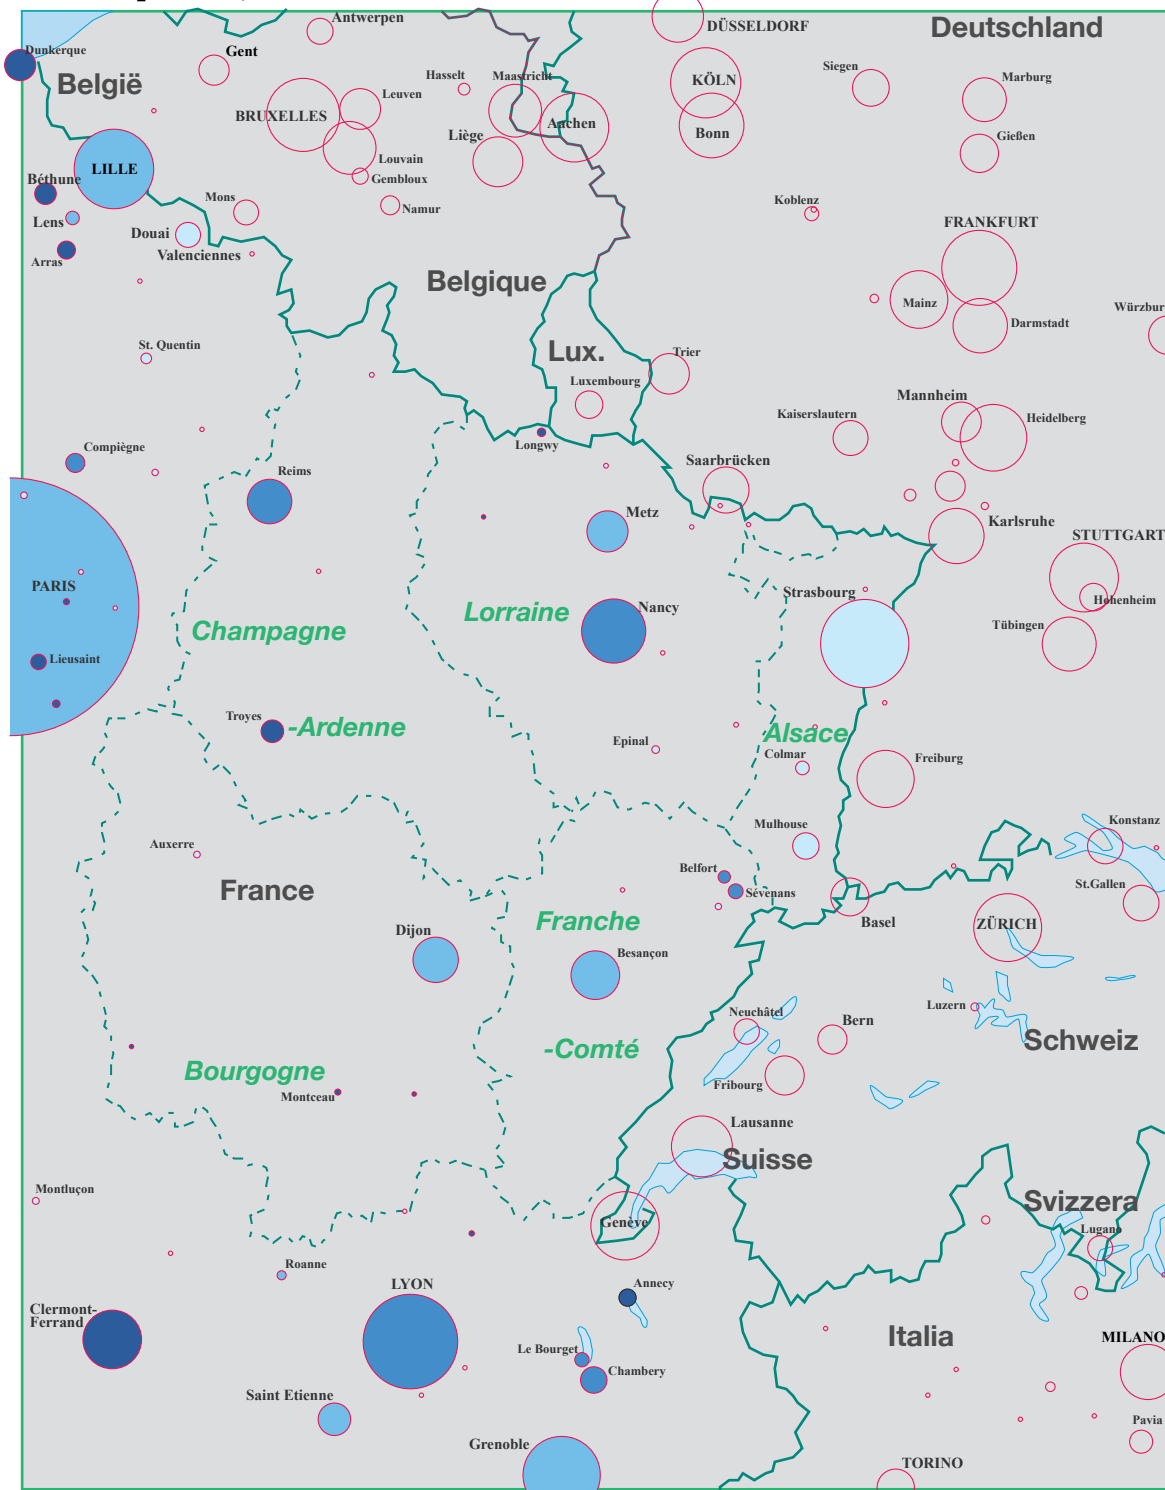 Antwerpen
DÜSSELDORF
Deutschland
Dunkerque
Gent
België
Hasselt
Maastricht
KÖLN
Siegen
Marburg
Leuven
BRUXELLES
Aachen
Bonn
Liège
Gießen
Louvain
LILLE
Gembloux
Béthune
Mons
Namur
Koblenz
Lens
Douai
FRANKFURT
Arras
Valenciennes
Belgique
Mainz
Würzbur
Darmstadt
St. Quentin
Lux.
Trier
Luxembourg
Mannheim
Kaiserslautern
Heidelberg
Compiègne
Longwy
Saarbrücken
Reims
Metz
Karlsruhe
STUTTGART
PARIS
Strasbourg
Hohenheim
Lorraine
Nancy
Champagne
Tübingen
Lieusaint
Troyes
-Ardenne
Epinal
Alsace
Colmar
Freiburg
Mulhouse
Konstanz
Auxerre
Belfort
France
Sévenans
St.Gallen
Franche
Basel
ZÜRICH
Dijon
Besançon
Luzern
Neuchâtel
Bern
Schweiz
-Comté
Bourgogne
Fribourg
Montceau
Lausanne
Suisse
Montluçon
Svizzera
Genève
Lugano
Roanne
LYON
Annecy
Clermont-
Ferrand
Italia
MILANO
Le Bourget
Chambery
Saint Etienne
Pavia
Grenoble
TORINO